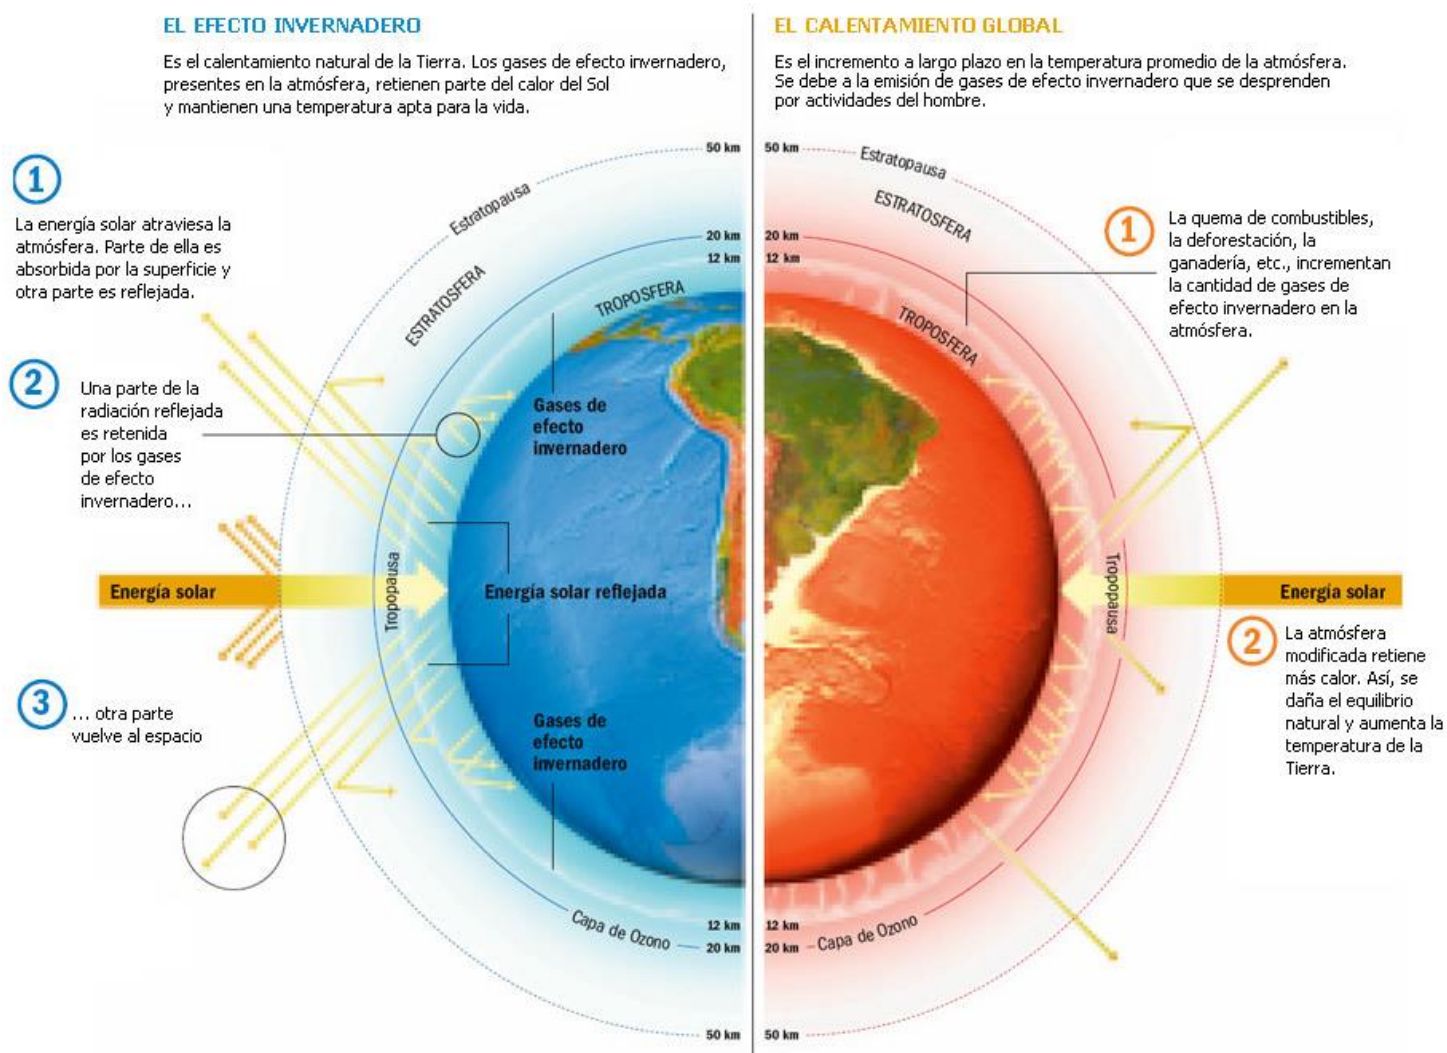 EL EFECTO INVERNADERO
Es el calentamiento natural de la Tierra. Los gases de efecto invernadero,
presentes en la atmósfera, retienen parte del calor del Sol
y mantienen una temperatura apta para la vida.
1
La energía solar atraviesa la
atmósfera. Parte de ella es
absorbida por la superficie y
otra parte es reflejada.
2
Una parte de la
radiación reflejada
es retenida
por los gases
de efecto
invernadero...
Energía solar
3
... otra parte
vuelve al espacio
50 km
Estratopausa
20 km
12 km
ESTRATOSFERA
TROPOSFERA
Gases de
efecto
invernadero
Tropopausa
Energía solar reflejada
Gases de
efecto
invernadero
Capa de Ozono
12 km
20 km
50 km
EL CALENTAMIENTO GLOBAL
Es el incremento a largo plazo en la temperatura promedio de la atmósfera.
Se debe a la emisión de gases de efecto invernadero que se desprenden
por actividades del hombre.
50 km
Estratopausa
ESTRATOSFERA
20 km
12 km
TROPOSFERA
1
La quema de combustibles,
la deforestación, la
ganadería, etc., incrementan
la cantidad de gases de
efecto invernadero en la
atmósfera.
Tropopausa
Energía solar
2
La atmósfera
modificada retiene
más calor. Así, se
daña el equilibrio
natural y aumenta la
temperatura de la
Tierra.
12 km
20 km
Capa de Ozono
50 km